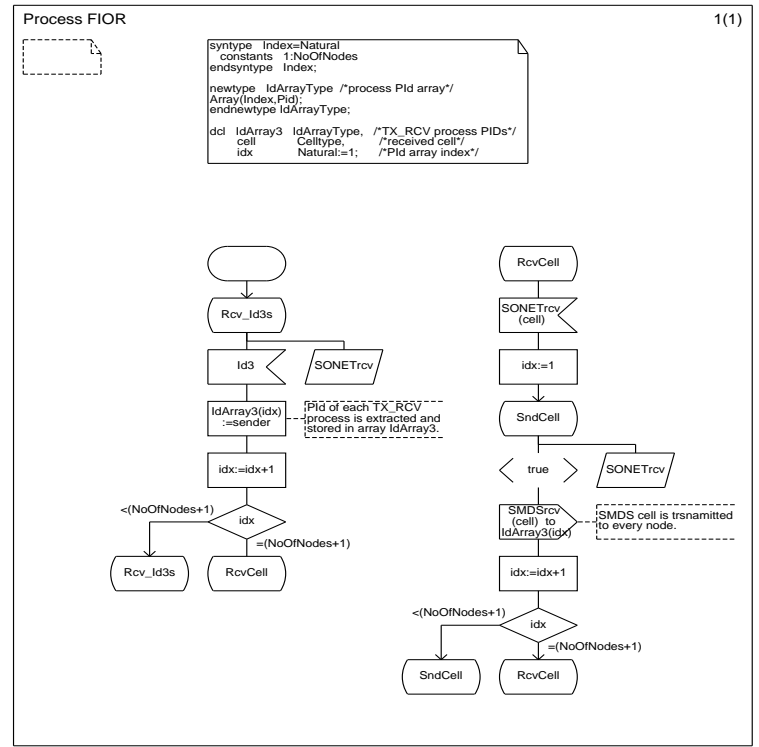 Process FIOR
1(1)
syntype Index=Natural
constants 1:NoOfNodes
endsyntype Index;
newtype IdArrayType /*process PId array*/
Array(Index,Pid);
endnewtype IdArrayType;
dcl IdArray3 IdArrayType, /*TX_RCV process PIDs*/
cell Celltype, /*received cell*/
idx Natural:=1; /*PId array index*/
Rcv_Id3s
Id3
SONETrcv
IdArray3(idx)
:=sender
PId of each TX_RCV
process is extracted and
stored in array IdArray3.
idx:=idx+1
<(NoOfNodes+1)
idx
=(NoOfNodes+1)
Rcv_Id3s
RcvCell
RcvCell
SONETrcv
(cell)
idx:=1
SndCell
true
SONETrcv
SMDSrcv
(cell) to
IdArray3(idx)
SMDS cell is trsnamitted
to every node.
idx:=idx+1
<(NoOfNodes+1)
idx
=(NoOfNodes+1)
SndCell
RcvCell